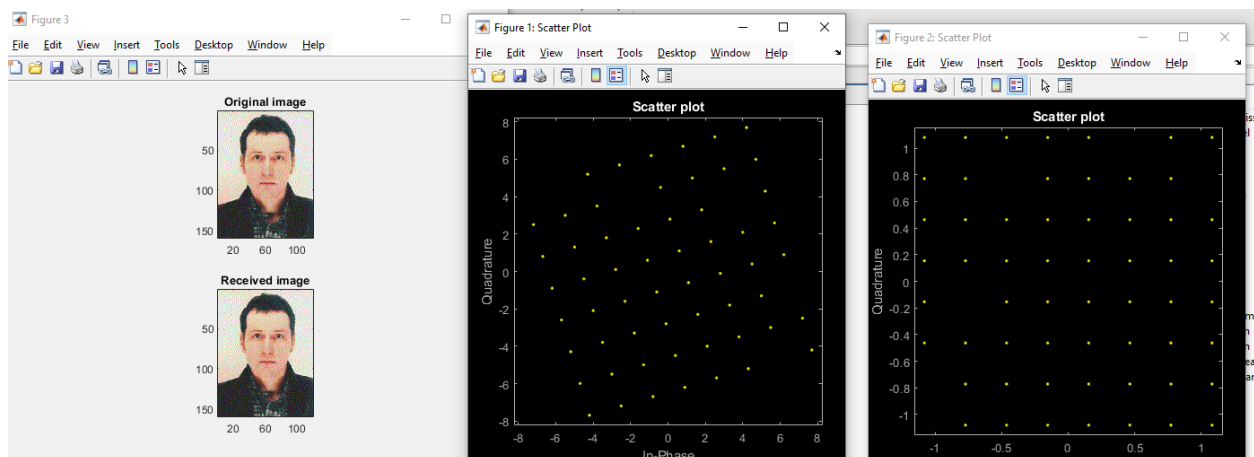 Figure 3
File Edit View Insert Tools Desktop Window Help
Original image
50
100
150
20 60 100
Received image
50
100
150
20 60 100
Figure 1: Scatter Plot
File Edit View Insert Tools Desktop Window Help
Scatter plot
8
6
4
2
0
-2
-4
-6
-8
Quadrature
-8 -6 -4 -2 0 2 4 6 8
In-Phase
Figure 2: Scatter Plot
File Edit View Insert Tools Desktop Window Help
Scatter plot
1
0.8
0.6
0.4
0.2
0
-0.2
-0.4
-0.6
-0.8
-1
Quadrature
-1 -0.5 0 0.5 1